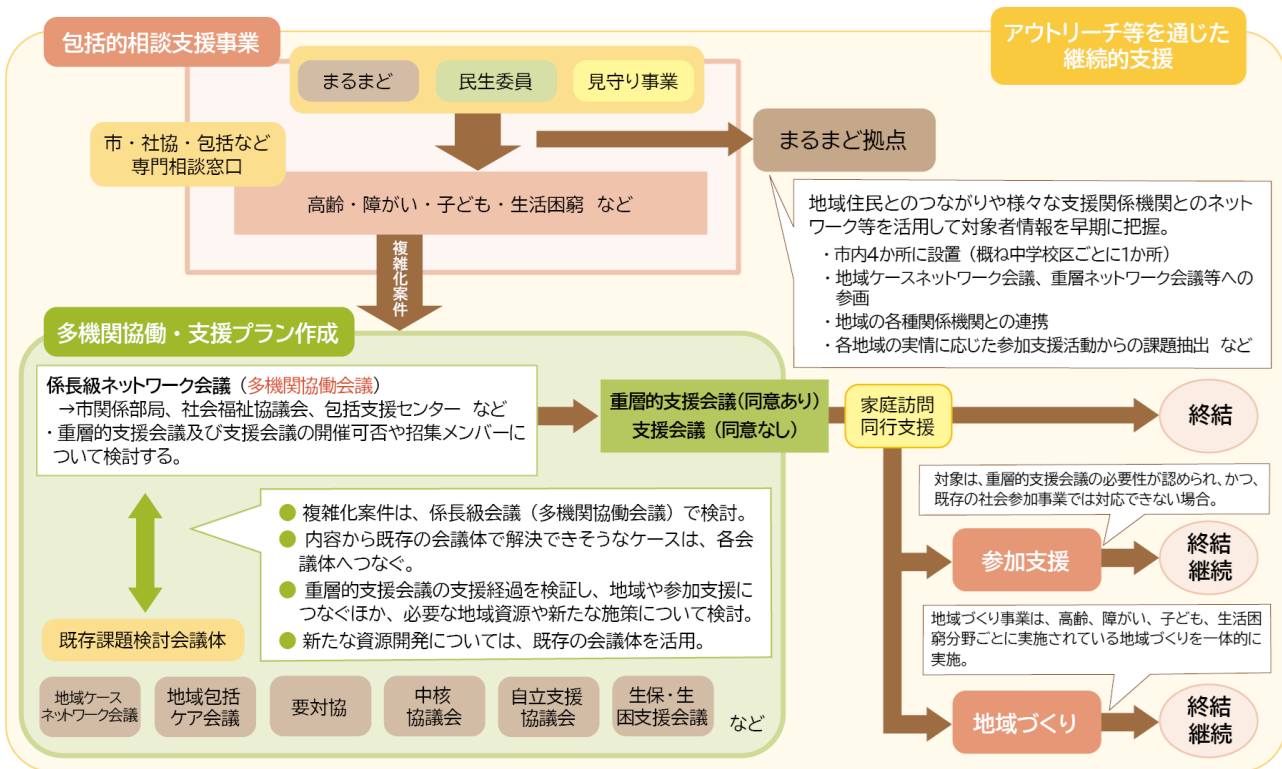 包括的相談支援事業
アウトリーチ等を通じた
継続的支援
まるまど
民生委員
見守り事業
市・社協・包括など
専門相談窓口
まるまど拠点
高齢・障がい・子ども・生活困窮 など
地域住民とのつながりや様々な支援関係機関とのネット
ワーク等を活用して対象者情報を早期に把握。
・市内4か所に設置（概ね中学校区ごとに1か所）
・地域ケースネットワーク会議、重層ネットワーク会議等への
参画
・地域の各種関係機関との連携
・各地域の実情に応じた参加支援活動からの課題抽出 など
複雑化案件
多機関協働・支援プラン作成
係長級ネットワーク会議（多機関協働会議）
→市関係部局、社会福祉協議会、包括支援センター など
・重層的支援会議及び支援会議の開催可否や招集メンバーに
ついて検討する。
重層的支援会議(同意あり)
支援会議（同意なし）
家庭訪問
同行支援
終結
対象は、重層的支援会議の必要性が認められ、かつ、
既存の社会参加事業では対応できない場合。
● 複雑化案件は、係長級会議（多機関協働会議）で検討。
● 内容から既存の会議体で解決できそうなケースは、各会
議体へつなぐ。
● 重層的支援会議の支援経過を検証し、地域や参加支援に
つなぐほか、必要な地域資源や新たな施策について検討。
● 新たな資源開発については、既存の会議体を活用。
参加支援
終結
継続
地域づくり事業は、高齢、障がい、子ども、生活困
窮分野ごとに実施されている地域づくりを一体的に
実施。
既存課題検討会議体
地域ケース
ネットワーク会議
地域包括
ケア会議
要対協
中核
協議会
自立支援
協議会
生保・生
困支援会議
など
地域づくり
終結
継続